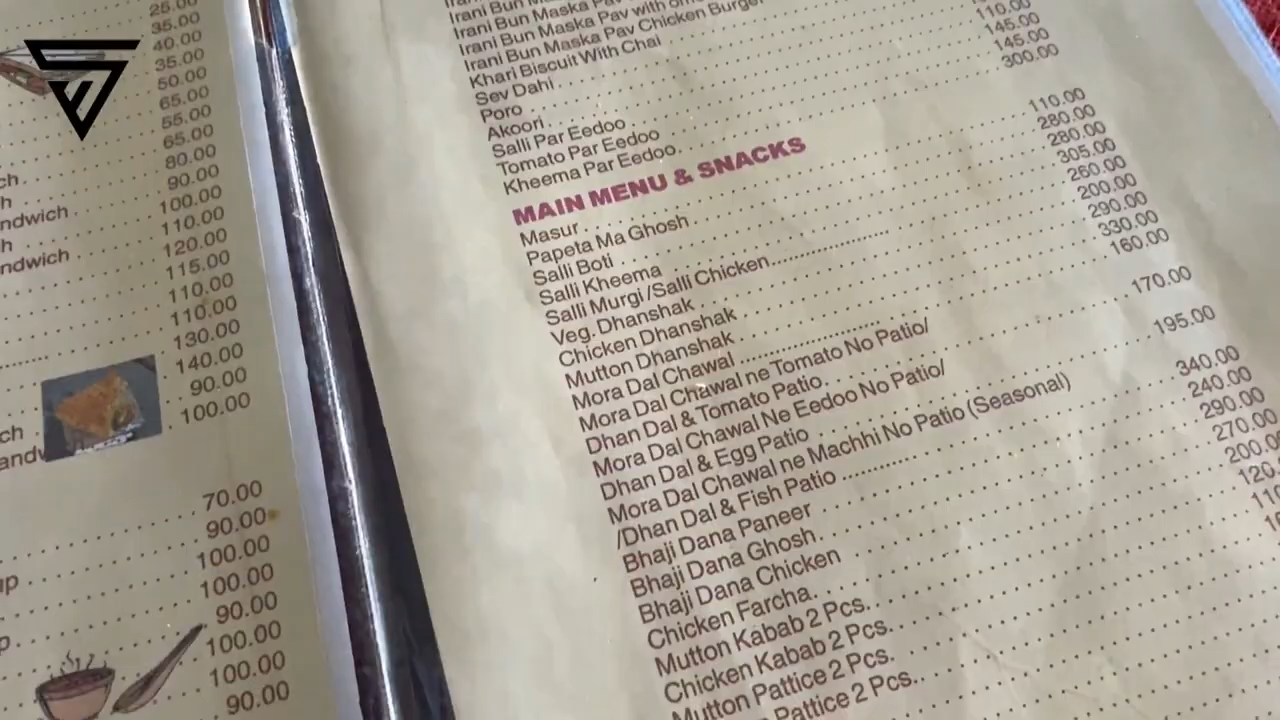 25.00
35.00
40.00
35.00
50.00
65.00
55.00
65.00
80.00
90.00
ndwich 100.00
110.00
ndwich 120.00
115.00
110.00
110.00
130.00
140.00
90.00
100.00
70.00
90.00
100.00
100.00
90.00
100.00
100.00
90.00
Irani Bun Maska Pav
Irani Bun Maska Pav with
Irani Bun Maska Pav Chicken Burger
Khari Biscuit With Chai
Sev Dahi
Poro
Akoori 110.00
Salli Par Eedoo 145.00
Tomato Par Eedoo 145.00
Kheema Par Eedoo 300.00
MAIN MENU & SNACKS
Masur 110.00
Papeta Ma Ghosh 280.00
Salli Boti 280.00
Salli Kheema 305.00
Salli Murgi /Salli Chicken 260.00
Veg. Dhanshak 200.00
Chicken Dhanshak 290.00
Mutton Dhanshak 330.00
Mora Dal Chawal 160.00
Mora Dal Chawal ne Tomato No Patio/
Dhan Dal & Tomato Patio 170.00
Mora Dal Chawal Ne Eedoo No Patio/
Dhan Dal & Egg Patio 195.00
Mora Dal Chawal ne Machhi No Patio (Seasonal)
/Dhan Dal & Fish Patio 340.00
Bhaji Dana Paneer 240.00
Bhaji Dana Ghosh 290.00
Bhaji Dana Chicken 270.00
Chicken Farcha 200.00
Mutton Kabab 2 Pcs.
Chicken Kabab 2 Pcs.
Mutton Pattice 2 Pcs.
Pattice 2 Pcs.